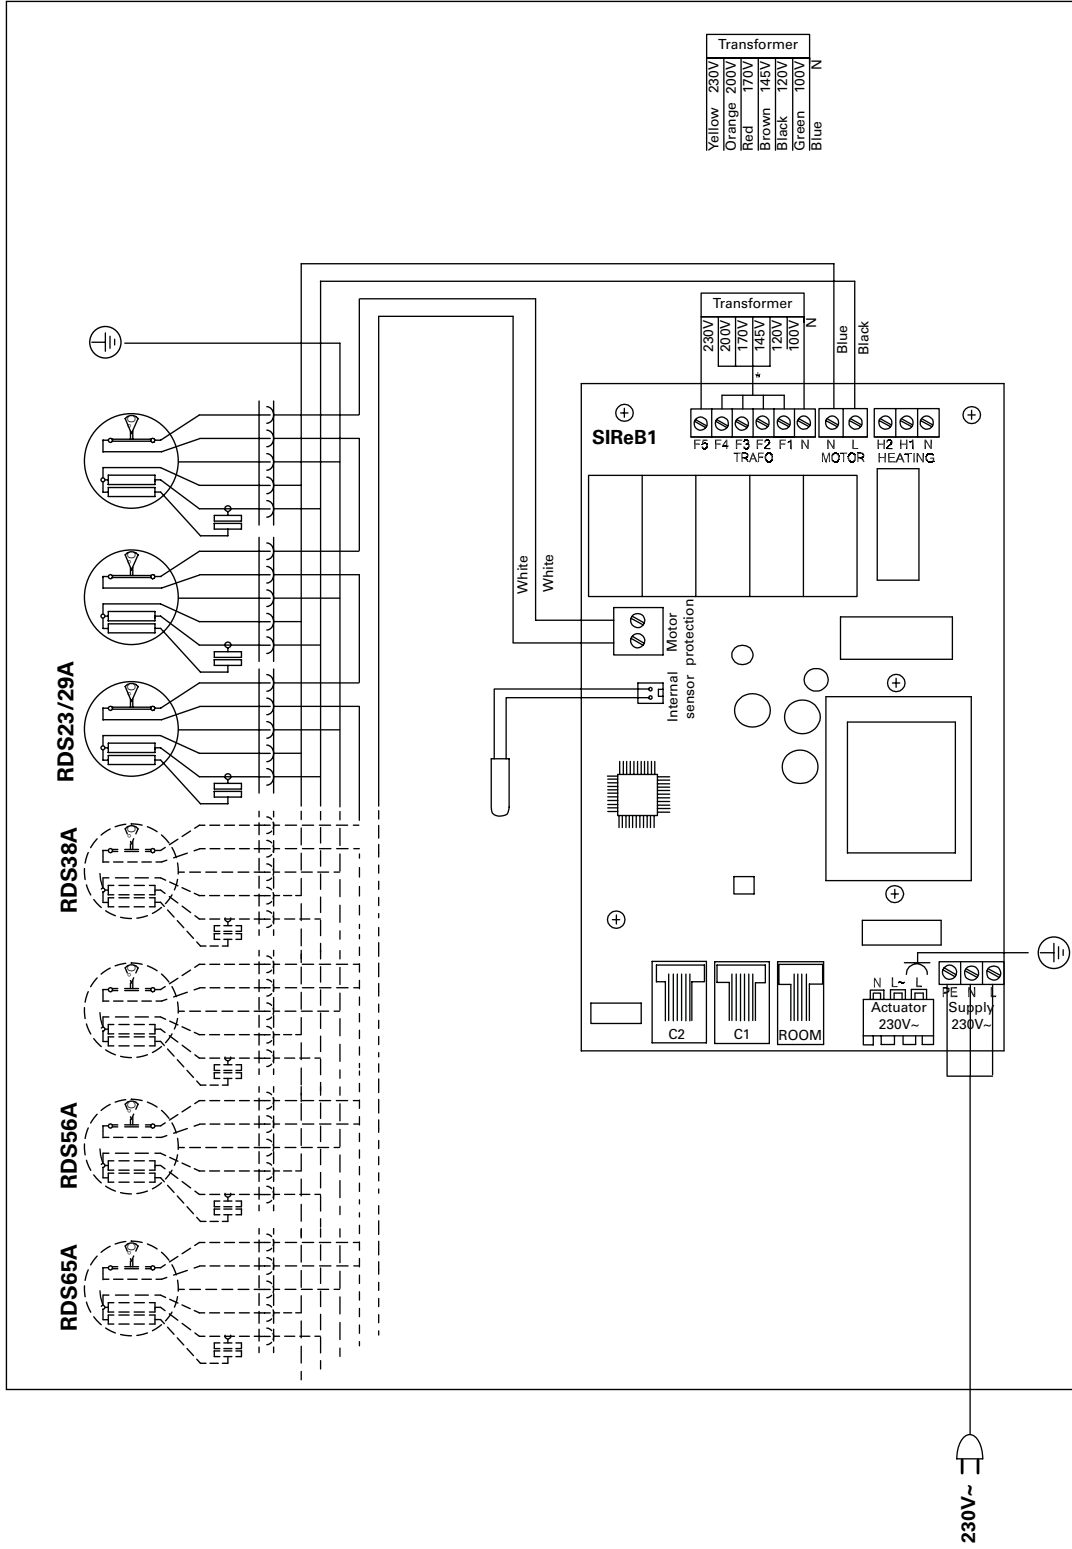 Transformer
Yellow 230V
Orange 200V
Red 170V
Brown 145V
Black 120V
Green 100V
Blue N
Transformer
230V
200V
170V
145V
120V
100V
N
*
Blue
Black
SIReB1
F5 F4 F3 F2 F1 N
TRAFO
N L
MOTOR
H2 H1 N
HEATING
White
White
Motor
protection
Internal
sensor
RDS23/29A
RDS38A
RDS56A
RDS65A
C2
C1
ROOM
N L~ L
Actuator
230V~
PE N L
Supply
230V~
230V~